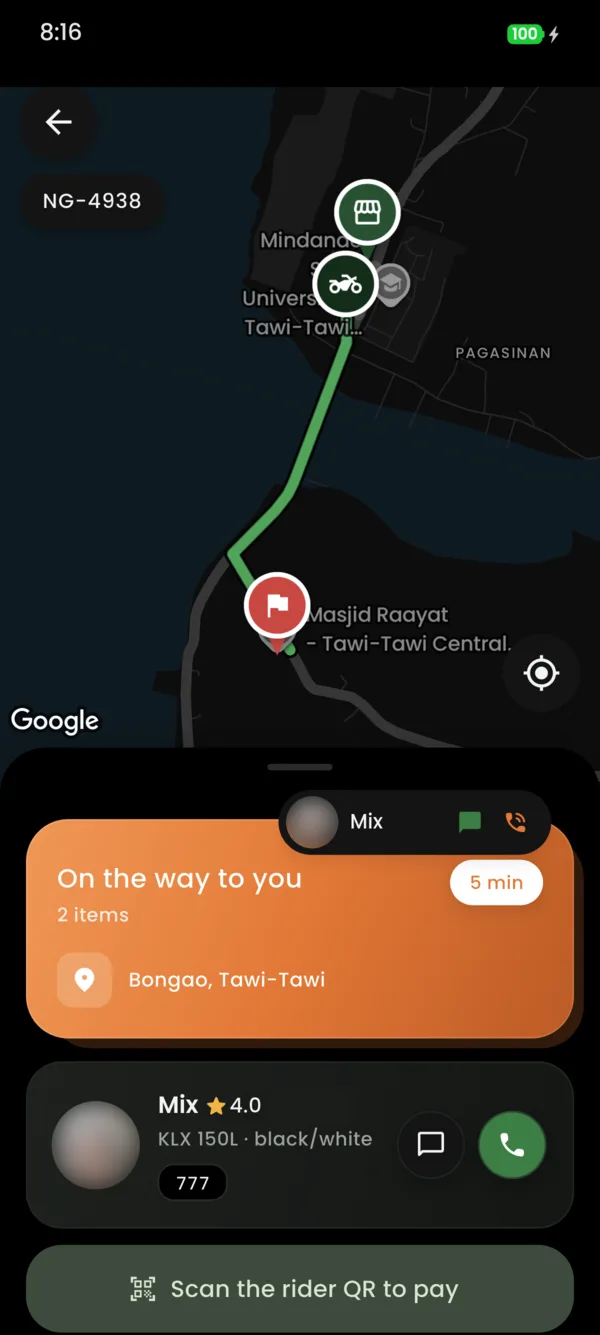 8:16
100
NG-4938
Univers
Tawi-Tawi...
PAGASINAN
Masjid Raayat
- Tawi-Tawi Central.
Google
Mix
On the way to you
5 min
2 items
Bongao, Tawi-Tawi
Mix 4.0
KLX 150L · black/white
777
Scan the rider QR to pay